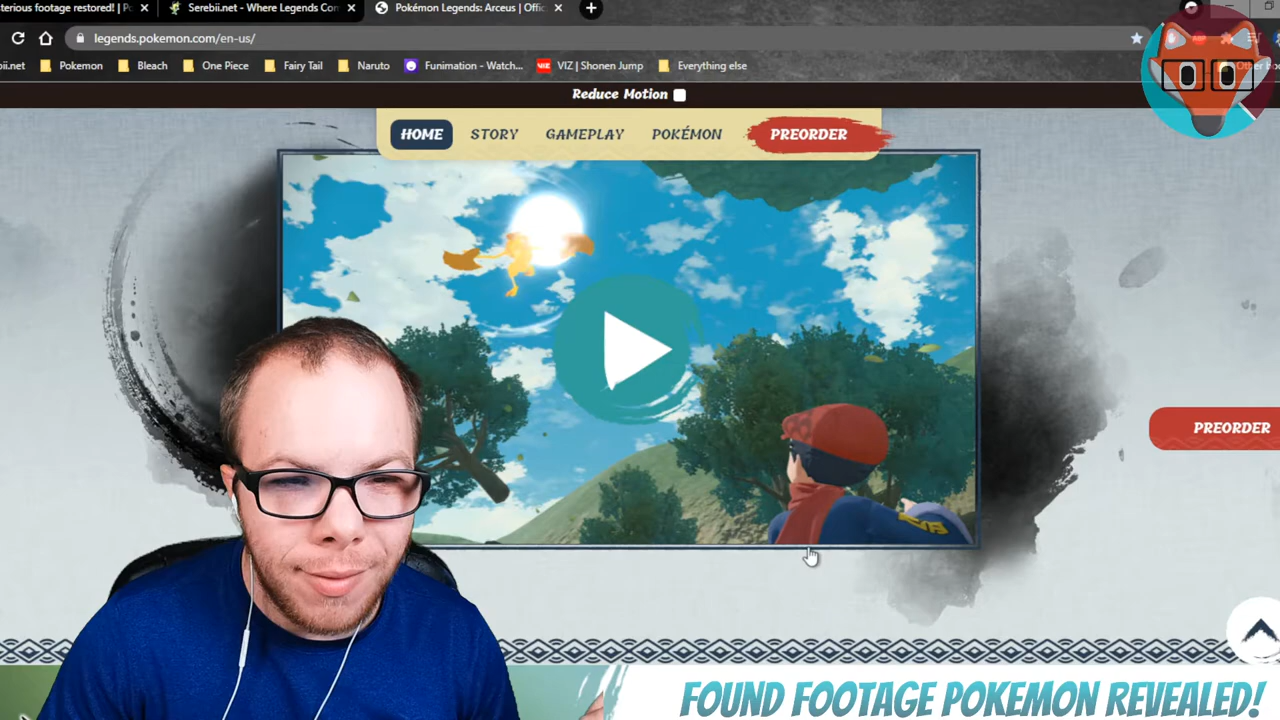 terious footage restored! | P
Serebii.net - Where Legends Con
Pokémon Legends: Arceus | Offic
legends.pokemon.com/en-us/
ii.net Pokemon Bleach One Piece Fairy Tail Naruto Funimation - Watch... VIZ | Shonen Jump Everything else
Reduce Motion
HOME STORY GAMEPLAY POKÉMON PREORDER
PREORDER
FOUND FOOTAGE POKEMON REVEALED!